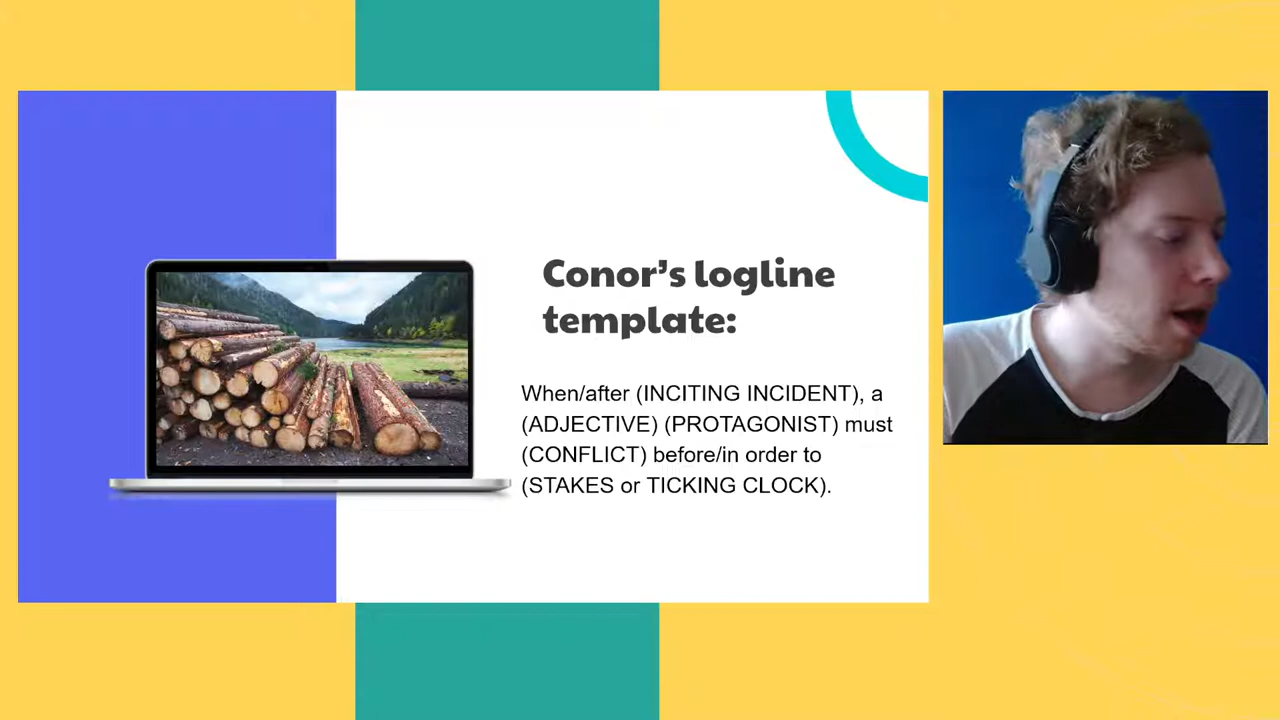 Conor’s logline
template:
When/after (INCITING INCIDENT), a
(ADJECTIVE) (PROTAGONIST) must
(CONFLICT) before/in order to
(STAKES or TICKING CLOCK).